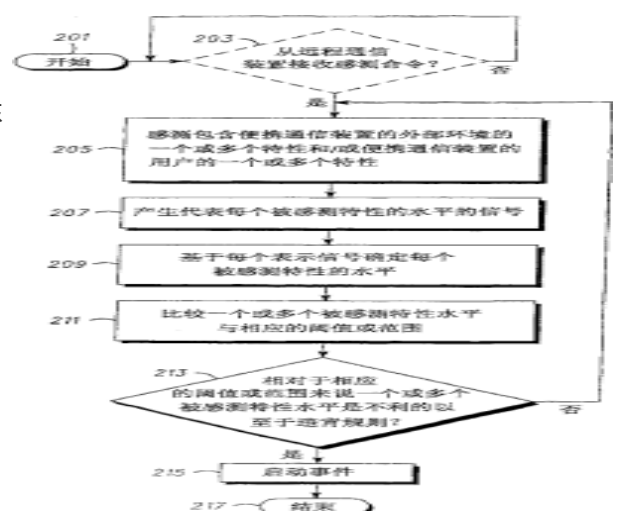 201
开始
203
从远程通信
装置接收感测命令?
否
是
205
感测包含便携通信装置的外部环境的
一个或多个特性和/或便携通信装置的
用户的一个或多个特性
207
产生代表每个被感测特性的水平的信号
209
基于每个表示信号确定每个
被感测特性的水平
211
比较一个或多个被感测特性水平
与相应的阈值或范围
213
相对于相应
的阈值或范围来说一个或多个
被感测特性水平是不利的以
至于违背规则?
否
是
215
启动事件
217
结束